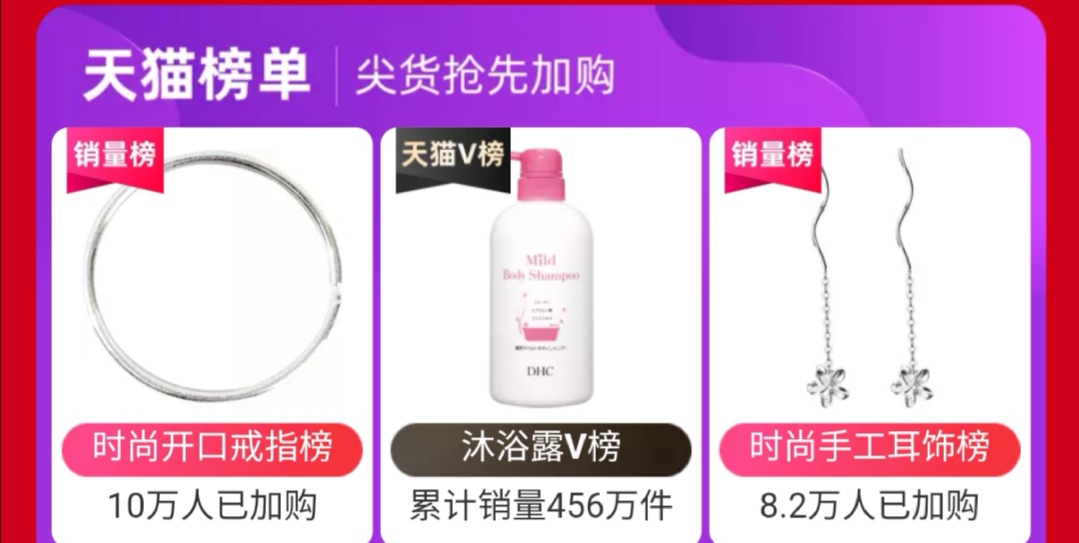 天猫榜单 尖货抢先加购
销量榜
天猫V榜
销量榜
Mild
Body Shampoo
DHC
时尚开口戒指榜
沐浴露V榜
时尚手工耳饰榜
10万人已加购
累计销量456万件
8.2万人已加购